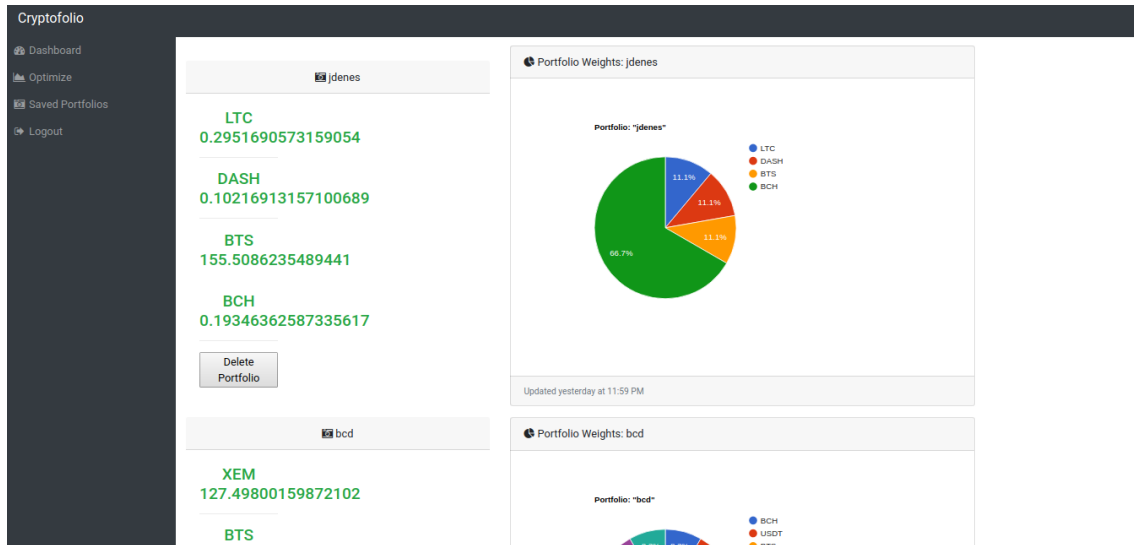 Cryptofolio
Dashboard
Optimize
Saved Portfolios
Logout
jdenes
LTC
0.2951690573159054
DASH
0.10216913157100689
BTS
155.5086235489441
BCH
0.19346362587335617
Delete
Portfolio
Portfolio Weights: jdenes
Portfolio: "jdenes"
11.1%
11.1%
11.1%
66.7%
LTC
DASH
BTS
BCH
Updated yesterday at 11:59 PM
bcd
XEM
127.49800159872102
BTS
Portfolio Weights: bcd
Portfolio: "bcd"
BCH
USDT